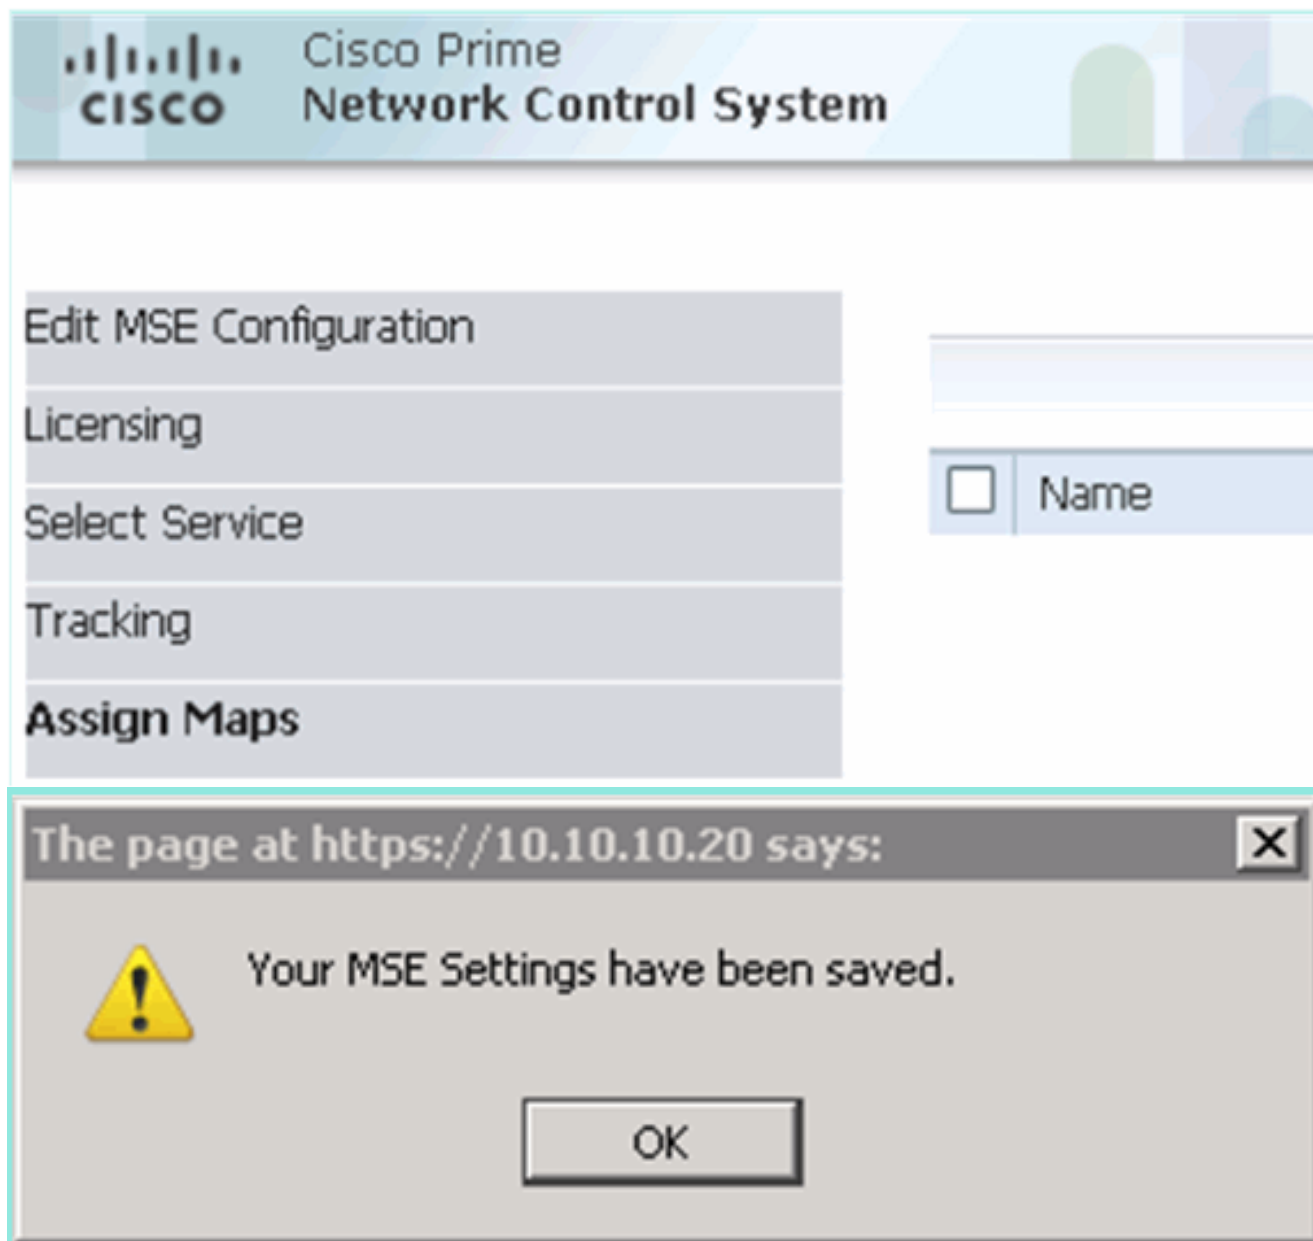 Cisco Prime
CISCO
Network Control System
Edit MSE Configuration
Licensing
Select Service
Tracking
Assign Maps
Name
The page at https://10.10.10.20 says:
Your MSE Settings have been saved.
OK